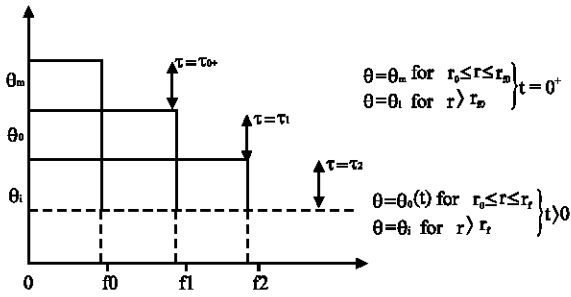 θm
θ0
θi
τ=τ0+
τ=τ1
τ=τ2
θ=θm for r0≤r≤rf0
θ=θi for r⟩ rf0
t=0+
θ=θ0(t) for r0≤r≤rf
θ=θi for r⟩ rf
t⟩0
0
f0
f1
f2